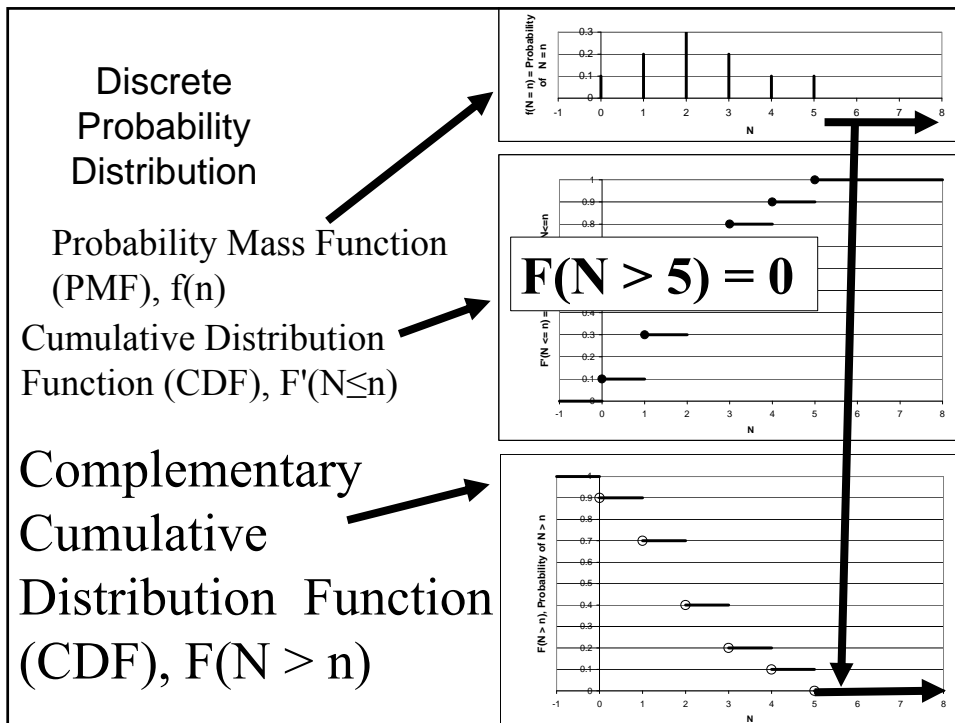 Discrete
Probability
Distribution
Probability Mass Function
(PMF), f(n)
Cumulative Distribution
Function (CDF), F'(N≤n)
Complementary
Cumulative
Distribution Function
(CDF), F(N > n)
f(N = n) = Probability
of N = n
0.3
0.2
0.1
0
-1 0 1 2 3 4 5 6 7 8
N
F'(N <= n) =
N<=n
1
0.9
0.8
F(N > 5) = 0
0.3
0.2
0.1
0
-1 0 1 2 3 4 5 6 7 8
N
F(N > n), Probability of N > n
1
0.9
0.8
0.7
0.6
0.5
0.4
0.3
0.2
0.1
0
-1 0 1 2 3 4 5 6 7 8
N